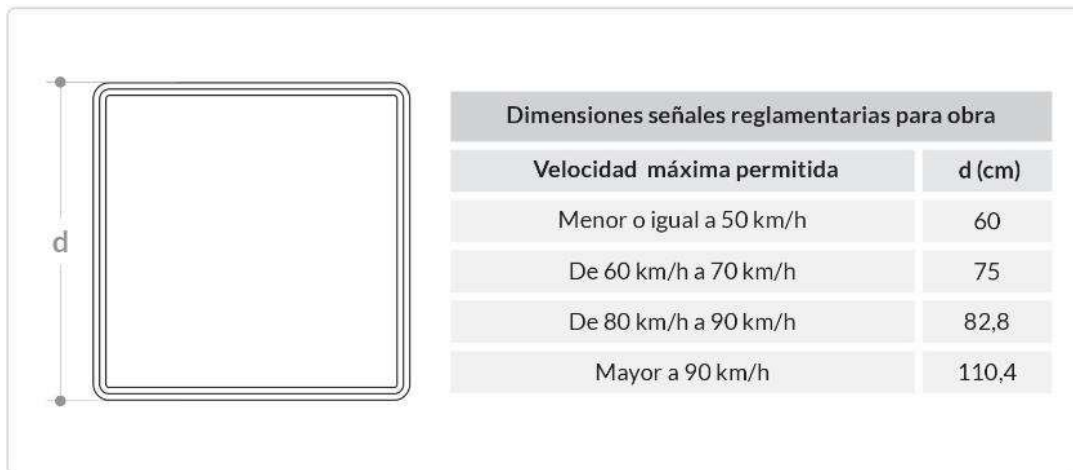 d
Dimensiones señales reglamentarias para obra
Velocidad máxima permitida d (cm)
Menor o igual a 50 km/h 60
De 60 km/h a 70 km/h 75
De 80 km/h a 90 km/h 82,8
Mayor a 90 km/h 110,4